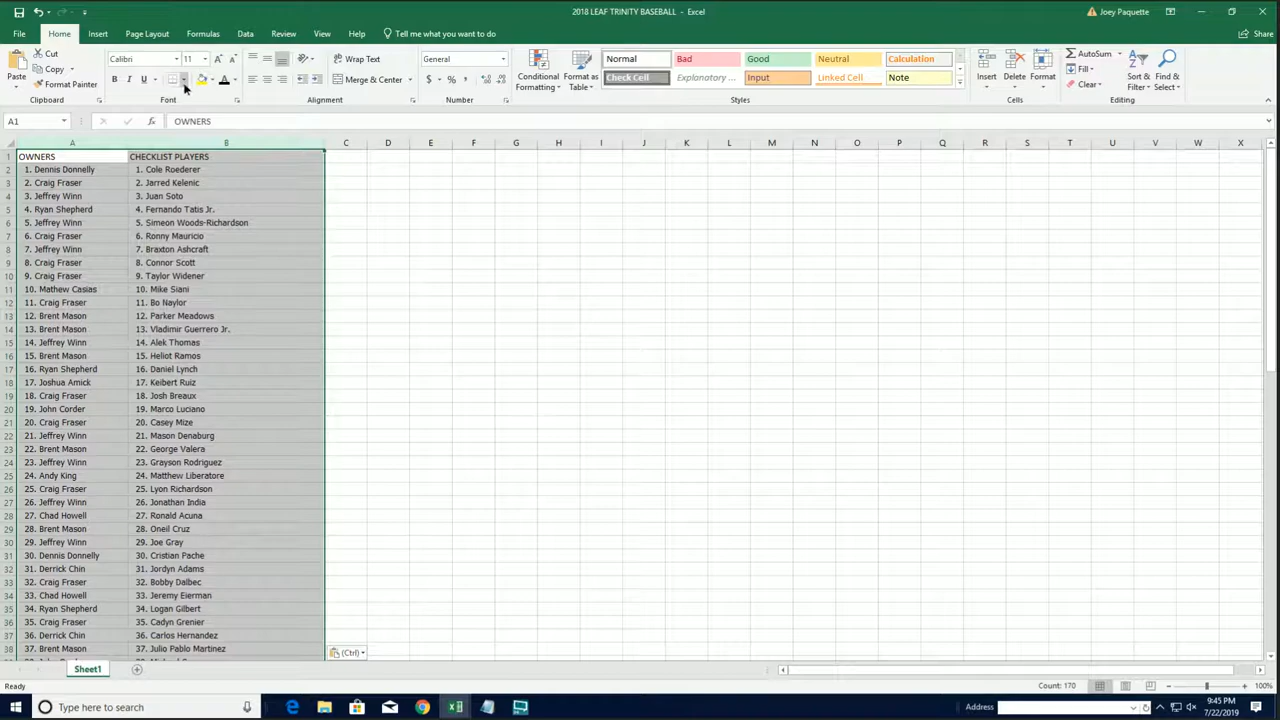 2018 LEAF TRINITY BASEBALL - Excel
Joey Paquette
File Home Insert Page Layout Formulas Data Review View Help Tell me what you want to do Share
Paste
Cut
Copy
Format Painter
Clipboard
Calibri 11
B I U
Font
Wrap Text
Merge & Center
Alignment
General
$ % ,
Number
Conditional Formatting
Format as Table
Normal Bad Good Neutral Calculation
Check Cell Explanatory ... Input Linked Cell Note
Styles
Insert Delete Format
Cells
AutoSum
Fill
Clear
Sort & Filter
Find & Select
Editing
A1 fx OWNERS
A B C D E F G H I J K L M N O P Q R S T U V W X
1 OWNERS CHECKLIST PLAYERS
2 1. Dennis Donnelly 1. Cole Roederer
3 2. Craig Fraser 2. Jarred Kelenic
4 3. Jeffrey Winn 3. Juan Soto
5 4. Ryan Shepherd 4. Fernando Tatis Jr.
6 5. Jeffrey Winn 5. Simeon Woods-Richardson
7 6. Craig Fraser 6. Ronny Mauricio
8 7. Jeffrey Winn 7. Braxton Ashcraft
9 8. Craig Fraser 8. Connor Scott
10 9. Craig Fraser 9. Taylor Widener
11 10. Mathew Casias 10. Mike Siani
12 11. Craig Fraser 11. Bo Naylor
13 12. Brent Mason 12. Parker Meadows
14 13. Brent Mason 13. Vladimir Guerrero Jr.
15 14. Jeffrey Winn 14. Alek Thomas
16 15. Brent Mason 15. Heliot Ramos
17 16. Ryan Shepherd 16. Daniel Lynch
18 17. Joshua Amick 17. Keibert Ruiz
19 18. Craig Fraser 18. Josh Breaux
20 19. John Corder 19. Marco Luciano
21 20. Craig Fraser 20. Casey Mize
22 21. Jeffrey Winn 21. Mason Denaburg
23 22. Brent Mason 22. George Valera
24 23. Jeffrey Winn 23. Grayson Rodriguez
25 24. Andy King 24. Matthew Liberatore
26 25. Craig Fraser 25. Lyon Richardson
27 26. Jeffrey Winn 26. Jonathan India
28 27. Chad Howell 27. Ronald Acuna
29 28. Brent Mason 28. Oneil Cruz
30 29. Jeffrey Winn 29. Joe Gray
31 30. Dennis Donnelly 30. Cristian Pache
32 31. Derrick Chin 31. Jordyn Adams
33 32. Craig Fraser 32. Bobby Dalbec
34 33. Chad Howell 33. Jeremy Eierman
35 34. Ryan Shepherd 34. Logan Gilbert
36 35. Craig Fraser 35. Cadyn Grenier
37 36. Derrick Chin 36. Carlos Hernandez
38 37. Brent Mason 37. Julio Pablo Martinez
(Ctrl)
Sheet1
Ready Count: 170 100%
Type here to search
Address
9:45 PM
7/22/2019